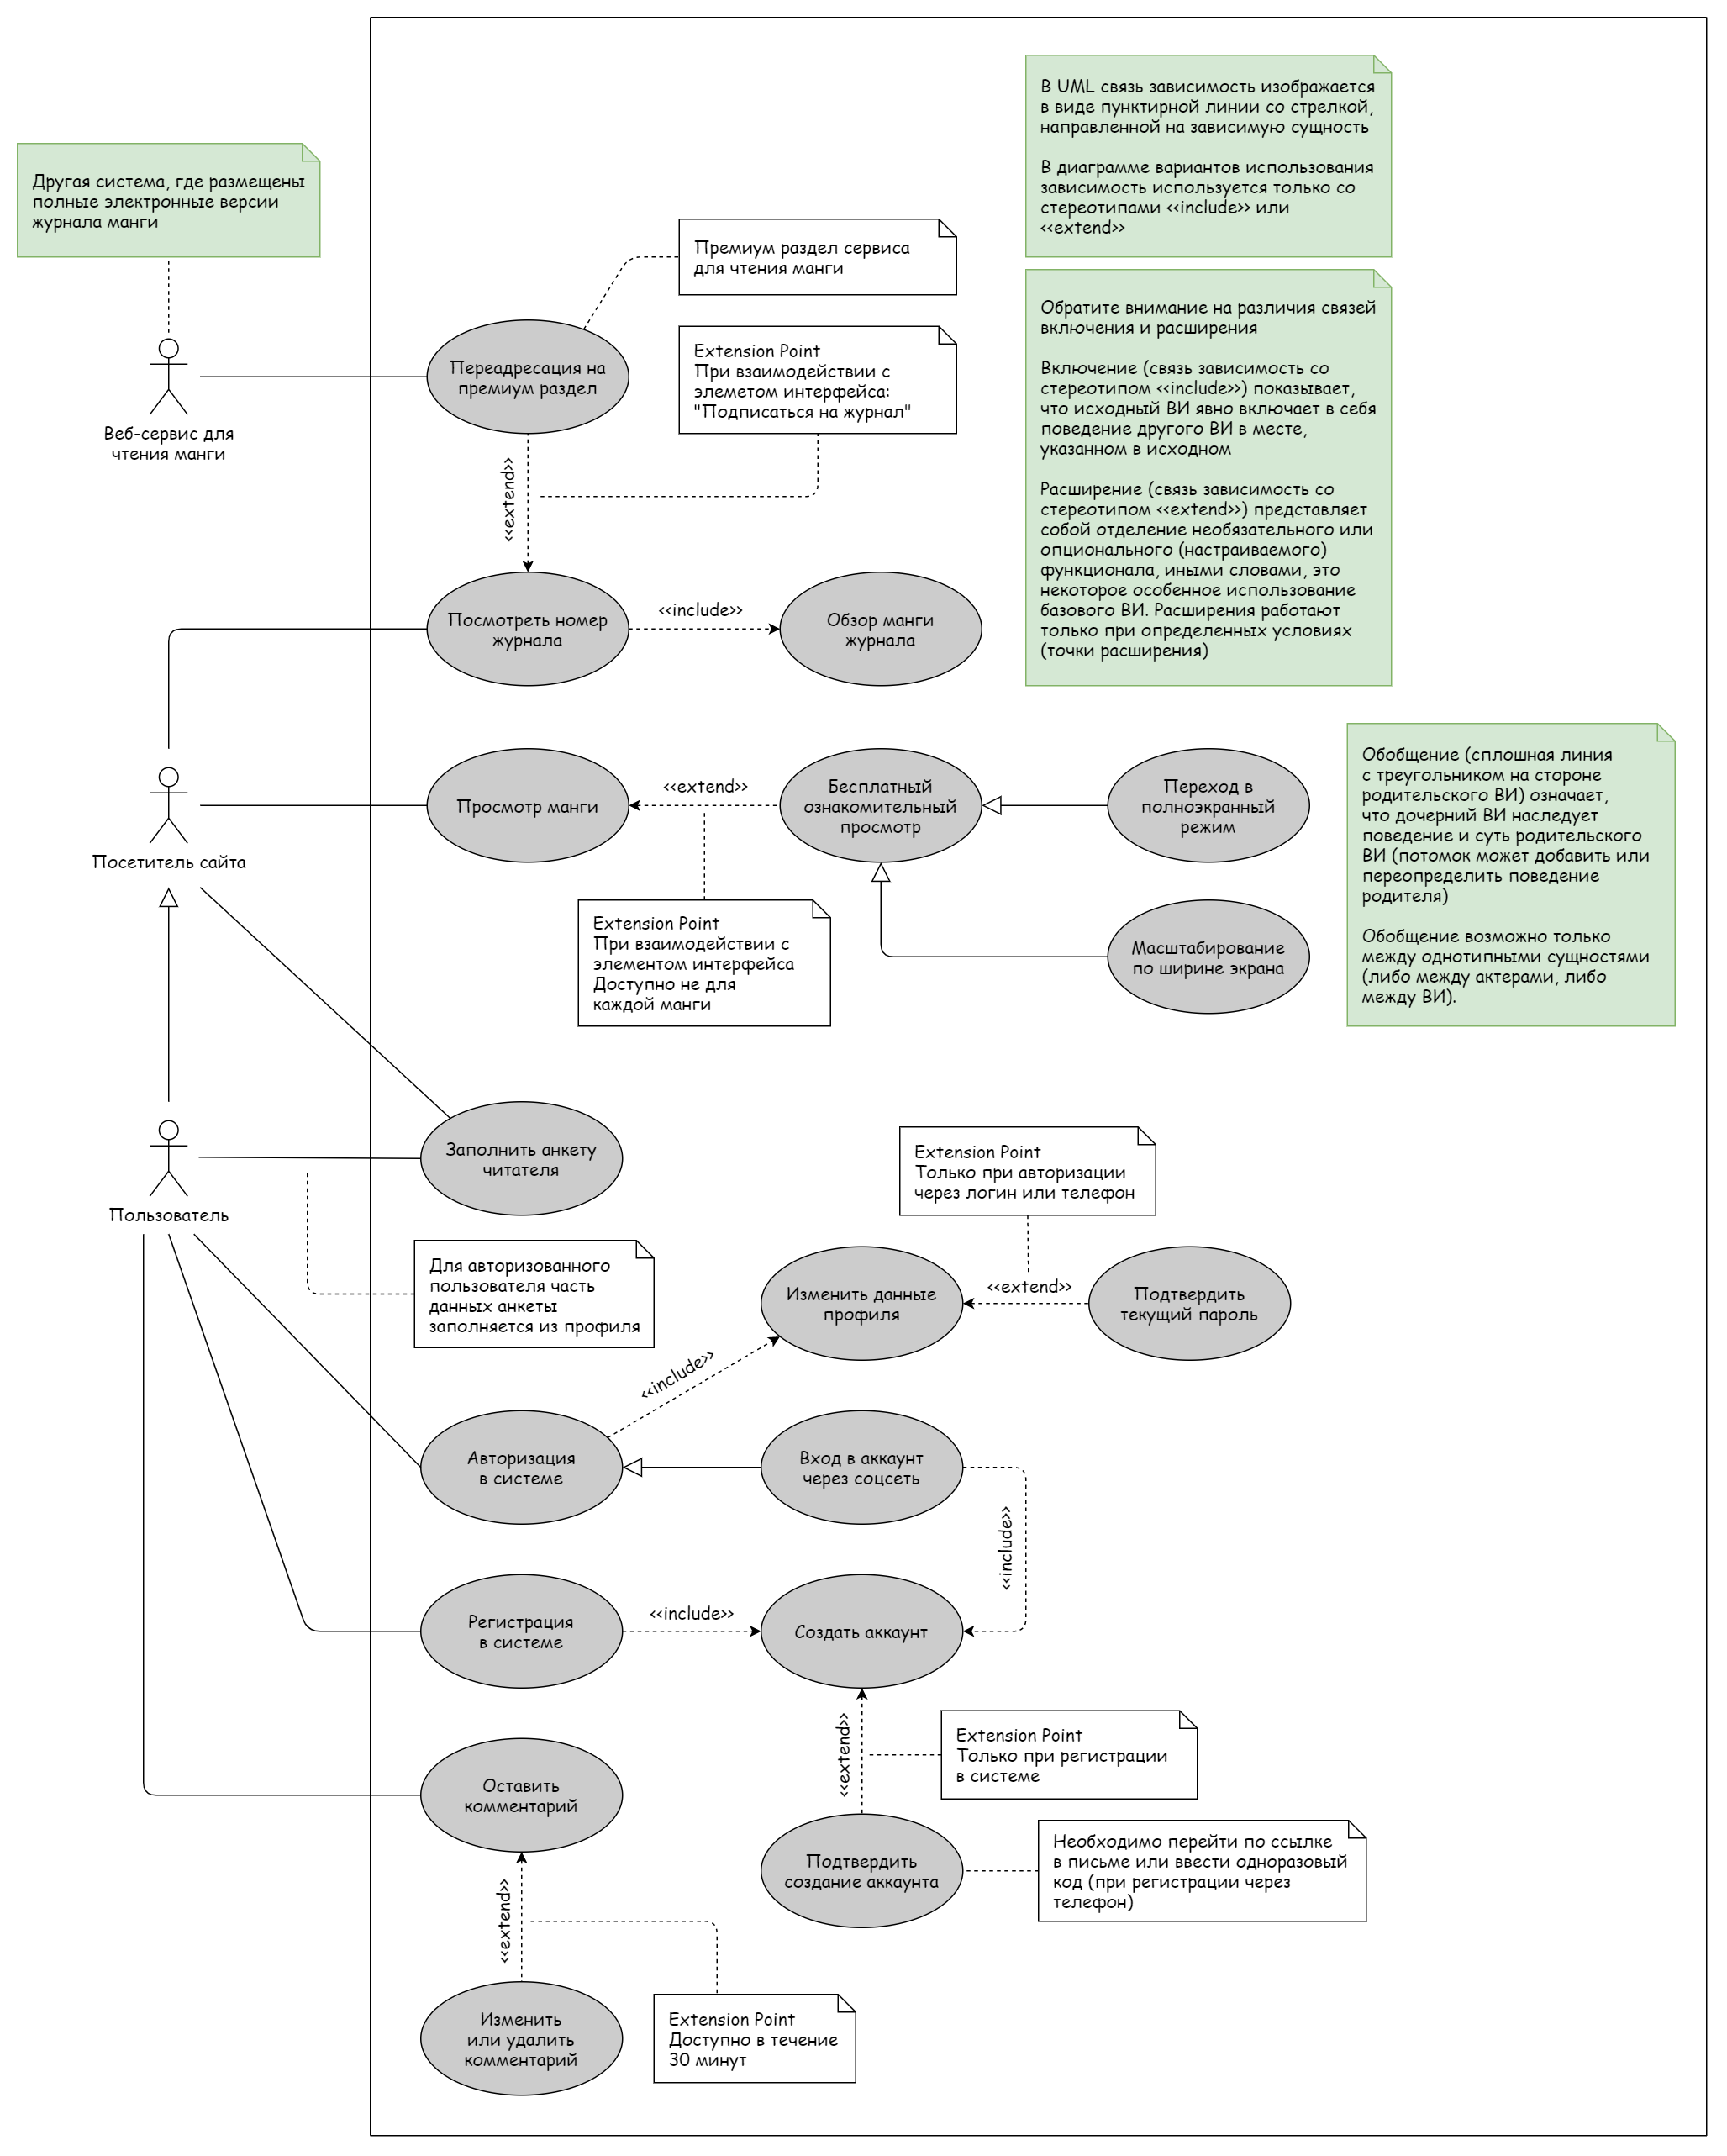 В UML связь зависимость изображается
в виде пунктирной линии со стрелкой,
направленной на зависимую сущность
В диаграмме вариантов использования
зависимость используется только со
стереотипами <<include>> или
<<extend>>
Другая система, где размещены
полные электронные версии
журнала манги
Премиум раздел сервиса
для чтения манги
Обратите внимание на различия связей
включения и расширения
Включение (связь зависимость со
стереотипом <<include>>) показывает,
что исходный ВИ явно включает в себя
поведение другого ВИ в месте,
указанном в исходном
Расширение (связь зависимость со
стереотипом <<extend>>) представляет
собой отделение необязательного или
опционального (настраиваемого)
функционала, иными словами, это
некоторое особенное использование
базового ВИ. Расширения работают
только при определенных условиях
(точки расширения)
Переадресация на
премиум раздел
Extension Point
При взаимодействии с
элеметом интерфейса:
"Подписаться на журнал"
Веб-сервис для
чтения манги
<<extend>>
Посмотреть номер
журнала
<<include>>
Обзор манги
журнала
Посетитель сайта
Просмотр манги
<<extend>>
Бесплатный
ознакомительный
просмотр
Переход в
полноэкранный
режим
Обобщение (сплошная линия
с треугольником на стороне
родительского ВИ) означает,
что дочерний ВИ наследует
поведение и суть родительского
ВИ (потомок может добавить или
переопределить поведение
родителя)
Обобщение возможно только
между однотипными сущностями
(либо между актерами, либо
между ВИ).
Extension Point
При взаимодействии с
элементом интерфейса
Доступно не для
каждой манги
Масштабирование
по ширине экрана
Пользователь
Заполнить анкету
читателя
Extension Point
Только при авторизации
через логин или телефон
Для авторизованного
пользователя часть
данных анкеты
заполняется из профиля
Изменить данные
профиля
<<extend>>
Подтвердить
текущий пароль
<<include>>
Авторизация
в системе
Вход в аккаунт
через соцсеть
<<include>>
Регистрация
в системе
<<include>>
Создать аккаунт
<<extend>>
Extension Point
Только при регистрации
в системе
Оставить
комментарий
Подтвердить
создание аккаунта
Необходимо перейти по ссылке
в письме или ввести одноразовый
код (при регистрации через
телефон)
<<extend>>
Изменить
или удалить
комментарий
Extension Point
Доступно в течение
30 минут